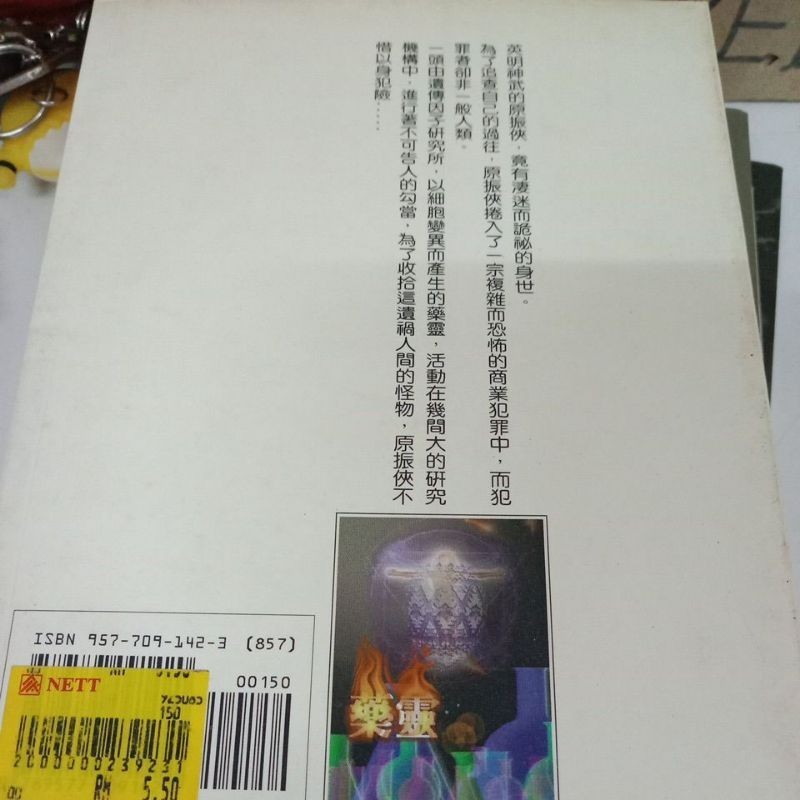 英明神武的原振俠，竟有淒迷而詭祕的身世。
為了追查自己的過往，原振俠捲入了一宗複雜而恐怖的商業犯罪中，而犯
罪者卻非一般人類。
一頭由遺傳因子研究所，以細胞變異而產生的藥靈，活動在幾間大的研究
機構中，進行著不可告人的勾當，為了收拾這遺禍人間的怪物，原振俠不
惜以身犯險……
藥靈
ISBN 957-709-142-3 (857)
00150
NETT
150
200000239231
RM 5.50